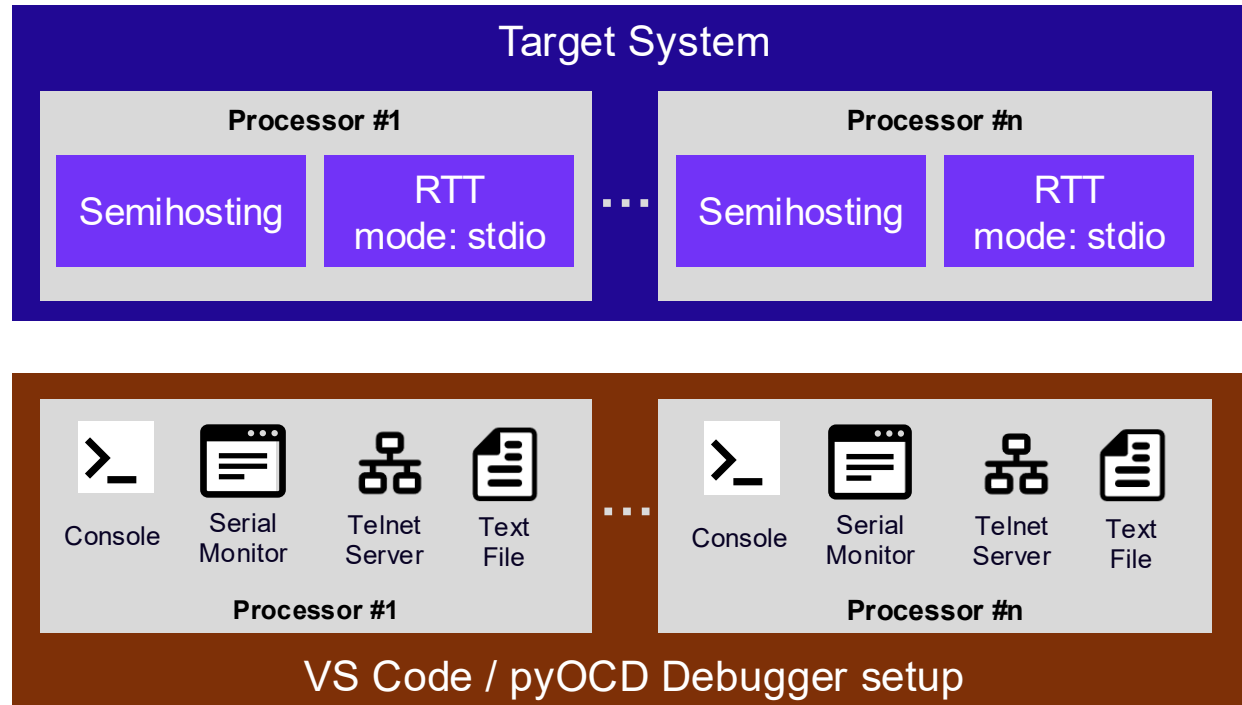 Target System
Processor #1
Semihosting
RTT
mode: stdio
...
Processor #n
Semihosting
RTT
mode: stdio
Console
Serial
Monitor
Telnet
Server
Text
File
Processor #1
...
Console
Serial
Monitor
Telnet
Server
Text
File
Processor #n
VS Code / pyOCD Debugger setup